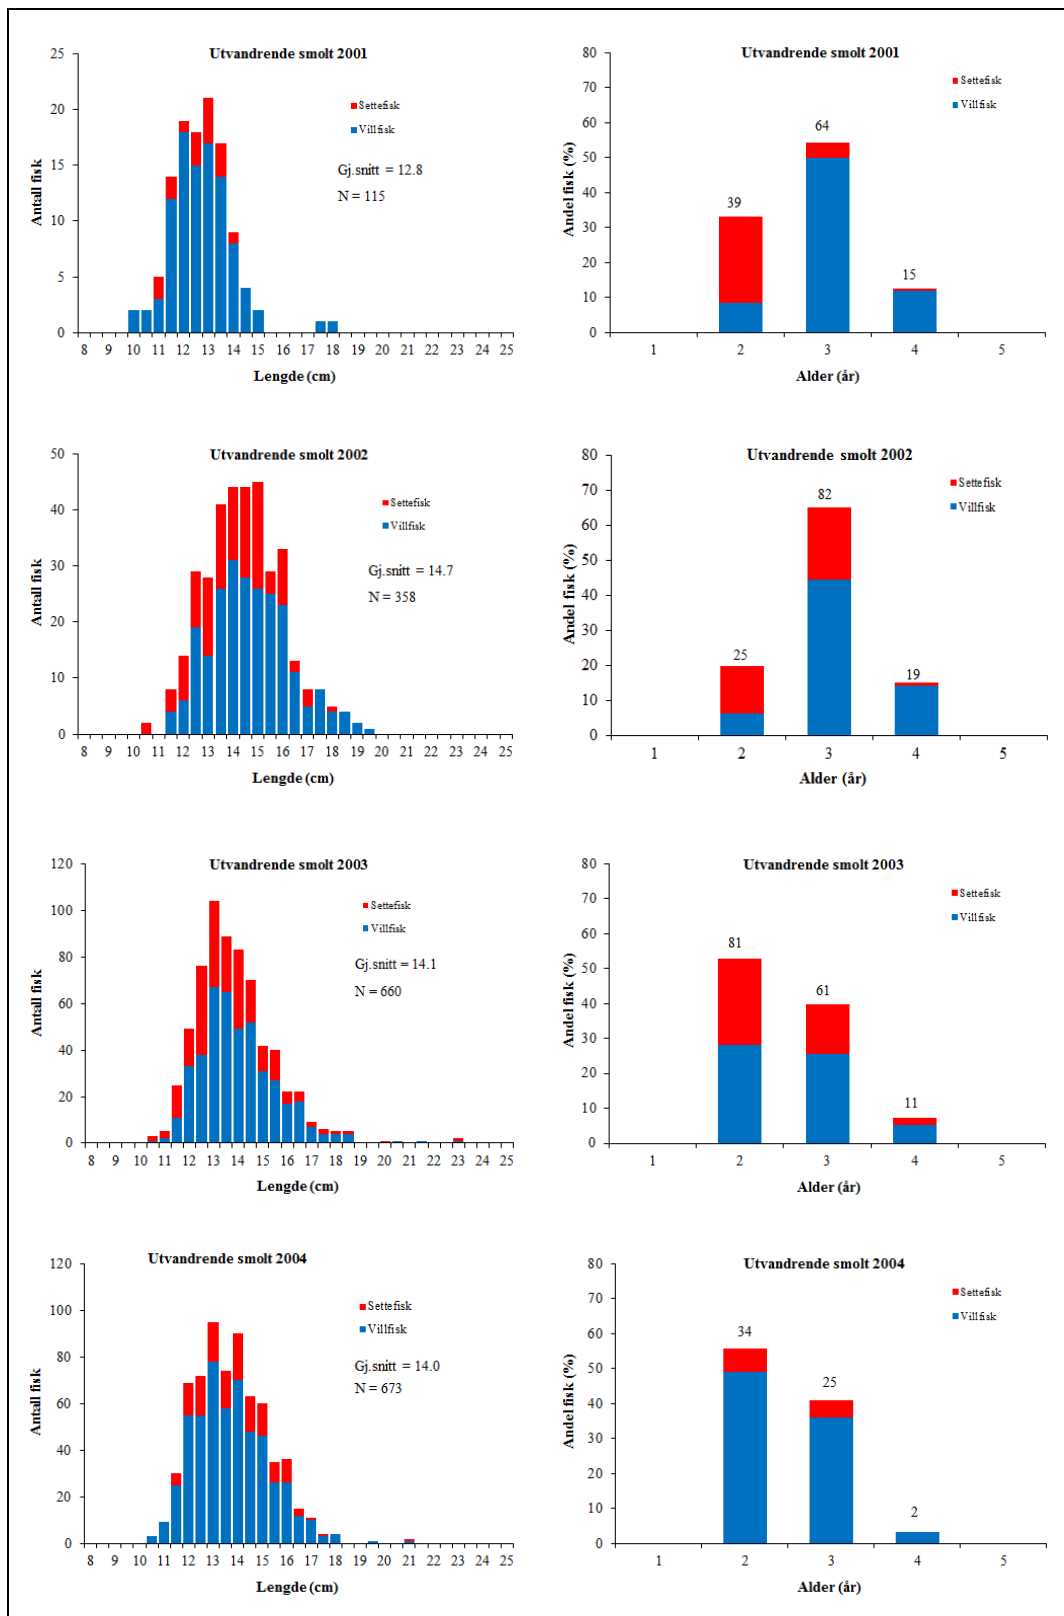 Utvandrende smolt 2001
Antall fisk
25
20
15
10
5
0
Settefisk
Villfisk
Gj.snitt = 12.8
N = 115
8 9 10 11 12 13 14 15 16 17 18 19 20 21 22 23 24 25
Lengde (cm)
Utvandrende smolt 2001
Andel fisk (%)
80
70
60
50
40
30
20
10
0
Settefisk
Villfisk
39
64
15
1 2 3 4 5
Alder (år)
Utvandrende smolt 2002
Antall fisk
50
40
30
20
10
0
Settefisk
Villfisk
Gj.snitt = 14.7
N = 358
8 9 10 11 12 13 14 15 16 17 18 19 20 21 22 23 24 25
Lengde (cm)
Utvandrende smolt 2002
Andel fisk (%)
80
70
60
50
40
30
20
10
0
Settefisk
Villfisk
25
82
19
1 2 3 4 5
Alder (år)
Utvandrende smolt 2003
Antall fisk
120
100
80
60
40
20
0
Settefisk
Villfisk
Gj.snitt = 14.1
N = 660
8 9 10 11 12 13 14 15 16 17 18 19 20 21 22 23 24 25
Lengde (cm)
Utvandrende smolt 2003
Andel fisk (%)
80
70
60
50
40
30
20
10
0
Settefisk
Villfisk
81
61
11
1 2 3 4 5
Alder (år)
Utvandrende smolt 2004
Antall fisk
120
100
80
60
40
20
0
Settefisk
Villfisk
Gj.snitt = 14.0
N = 673
8 9 10 11 12 13 14 15 16 17 18 19 20 21 22 23 24 25
Lengde (cm)
Utvandrende smolt 2004
Andel fisk (%)
80
70
60
50
40
30
20
10
0
Settefisk
Villfisk
34
25
2
1 2 3 4 5
Alder (år)